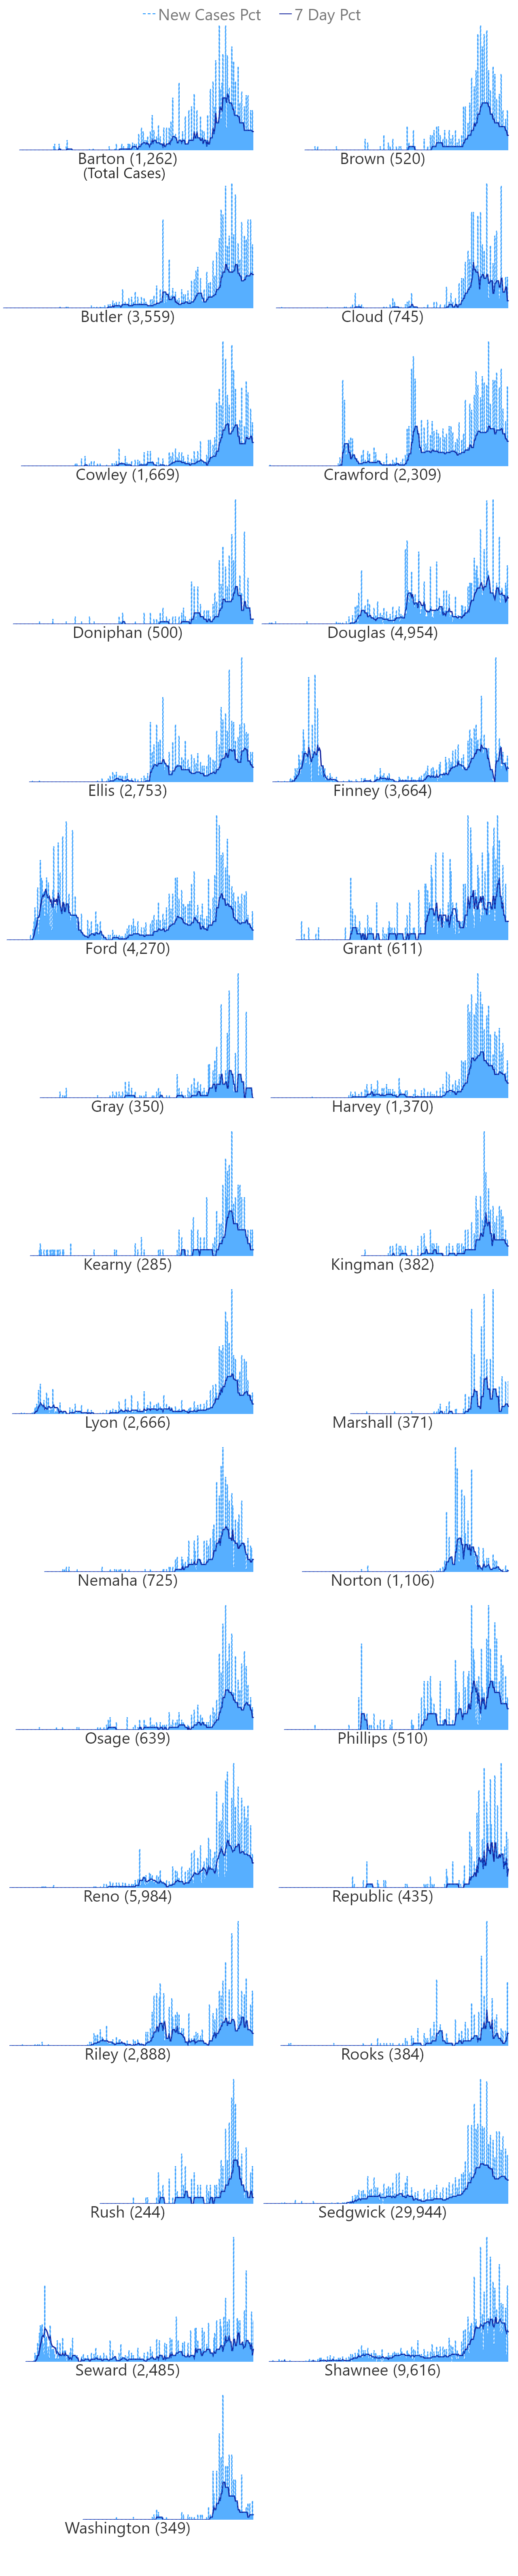 New Cases Pct 7 Day Pct
Barton (1,262) Brown (520)
(Total Cases)
Butler (3,559) Cloud (745)
Cowley (1,669) Crawford (2,309)
Doniphan (500) Douglas (4,954)
Ellis (2,753) Finney (3,664)
Ford (4,270) Grant (611)
Gray (350) Harvey (1,370)
Kearny (285) Kingman (382)
Lyon (2,666) Marshall (371)
Nemaha (725) Norton (1,106)
Osage (639) Phillips (510)
Reno (5,984) Republic (435)
Riley (2,888) Rooks (384)
Rush (244) Sedgwick (29,944)
Seward (2,485) Shawnee (9,616)
Washington (349)